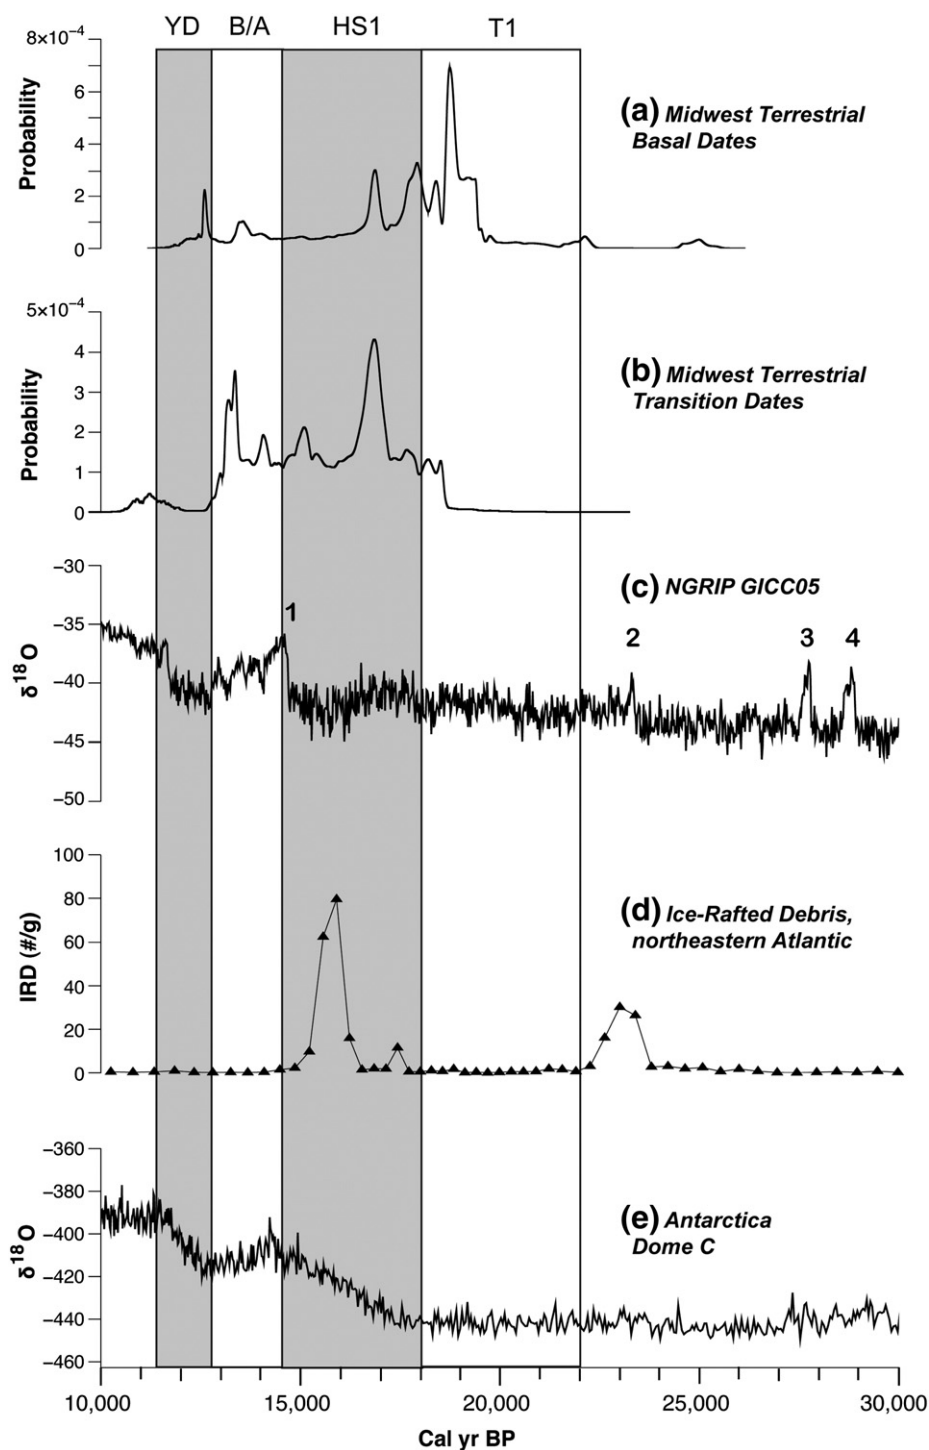 YD B/A HS1 T1
8×10⁻⁴
6
4
2
0
Probability
(a) Midwest Terrestrial
Basal Dates
5×10⁻⁴
4
3
2
1
0
Probability
(b) Midwest Terrestrial
Transition Dates
−30
−35
−40
−45
−50
δ¹⁸O
(c) NGRIP GICC05
1
2
3
4
100
80
60
40
20
0
IRD (#/g)
(d) Ice-Rafted Debris,
northeastern Atlantic
−360
−380
−400
−420
−440
−460
δ¹⁸O
(e) Antarctica
Dome C
10,000 15,000 20,000 25,000 30,000
Cal yr BP